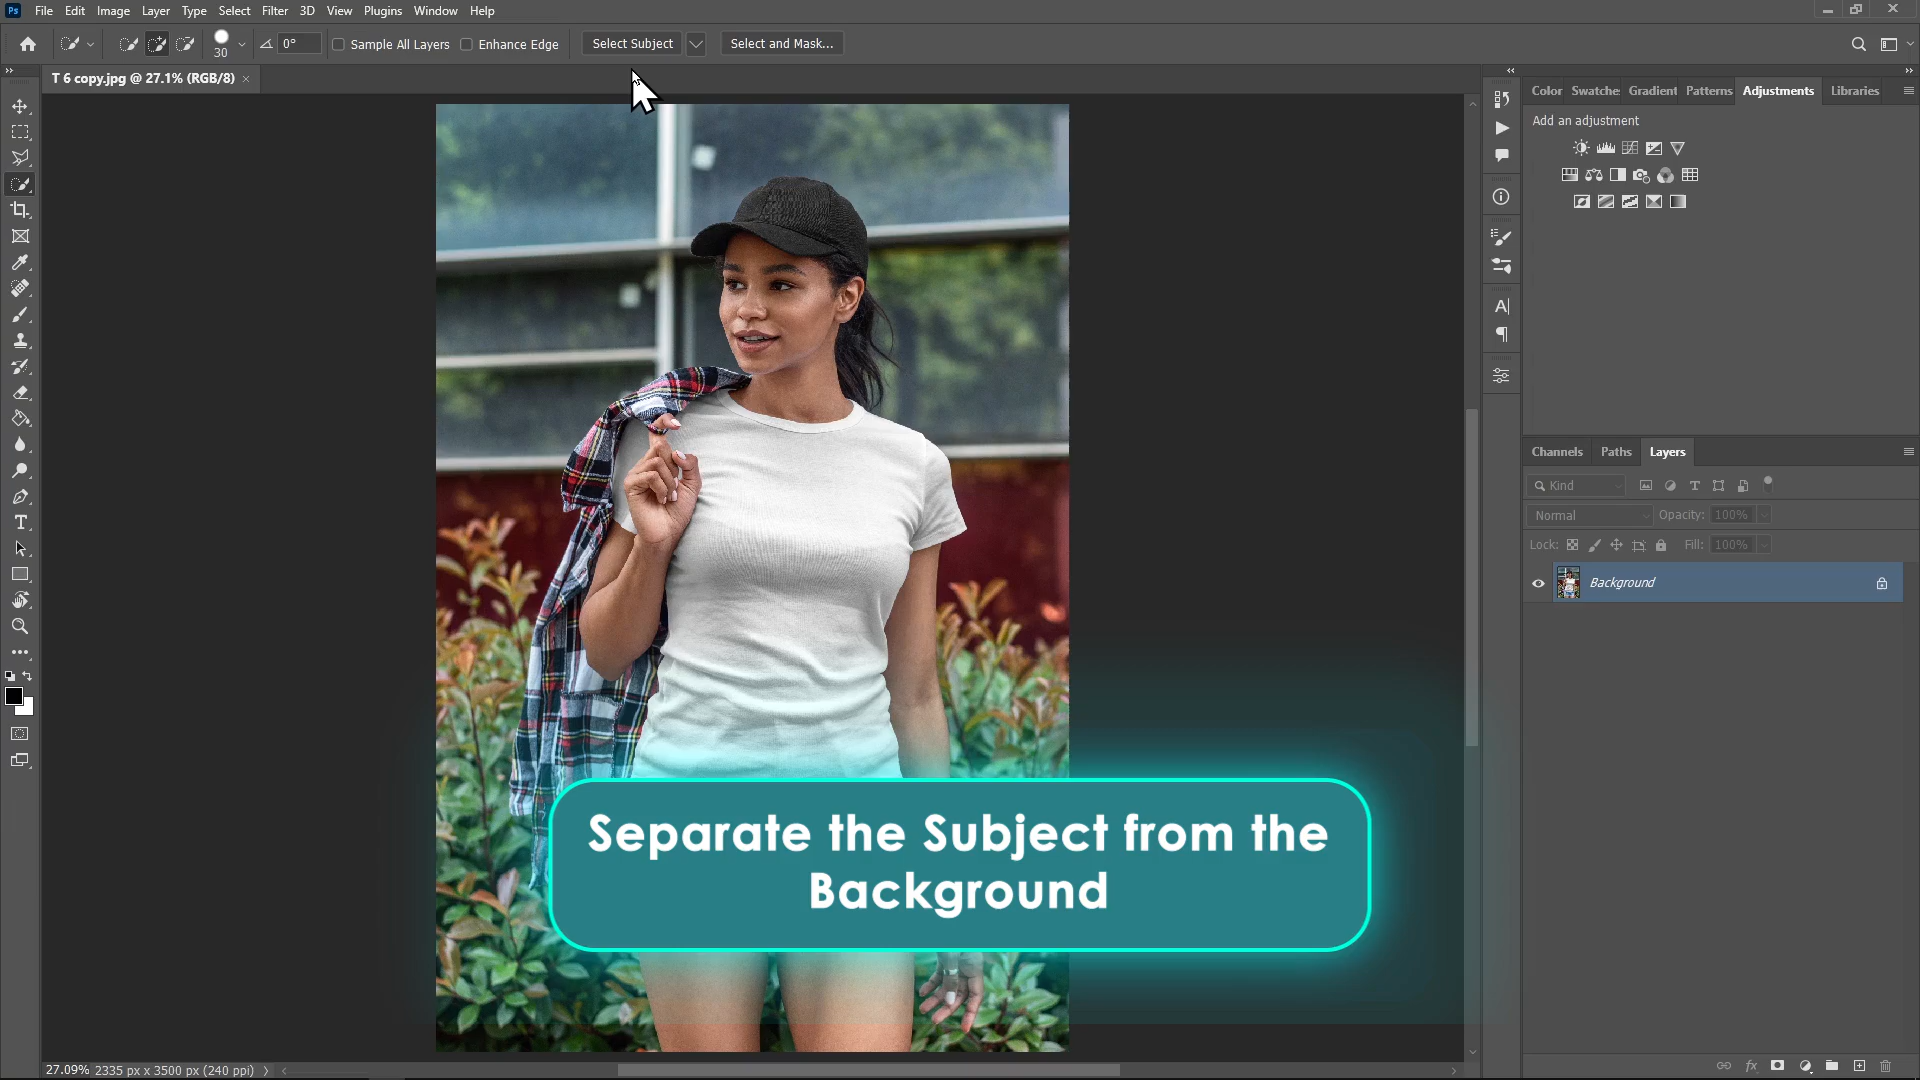 Ps File Edit Image Layer Type Select Filter 3D View Plugins Window Help
30 0° Sample All Layers Enhance Edge Select Subject Select and Mask...
T 6 copy.jpg @ 27.1% (RGB/8) ×
Color Swatches Gradient Patterns Adjustments Libraries
Add an adjustment
Channels Paths Layers
Kind
Normal Opacity: 100%
Lock: Fill: 100%
Background
Separate the Subject from the
Background
27.09% 2335 px x 3500 px (240 ppi)